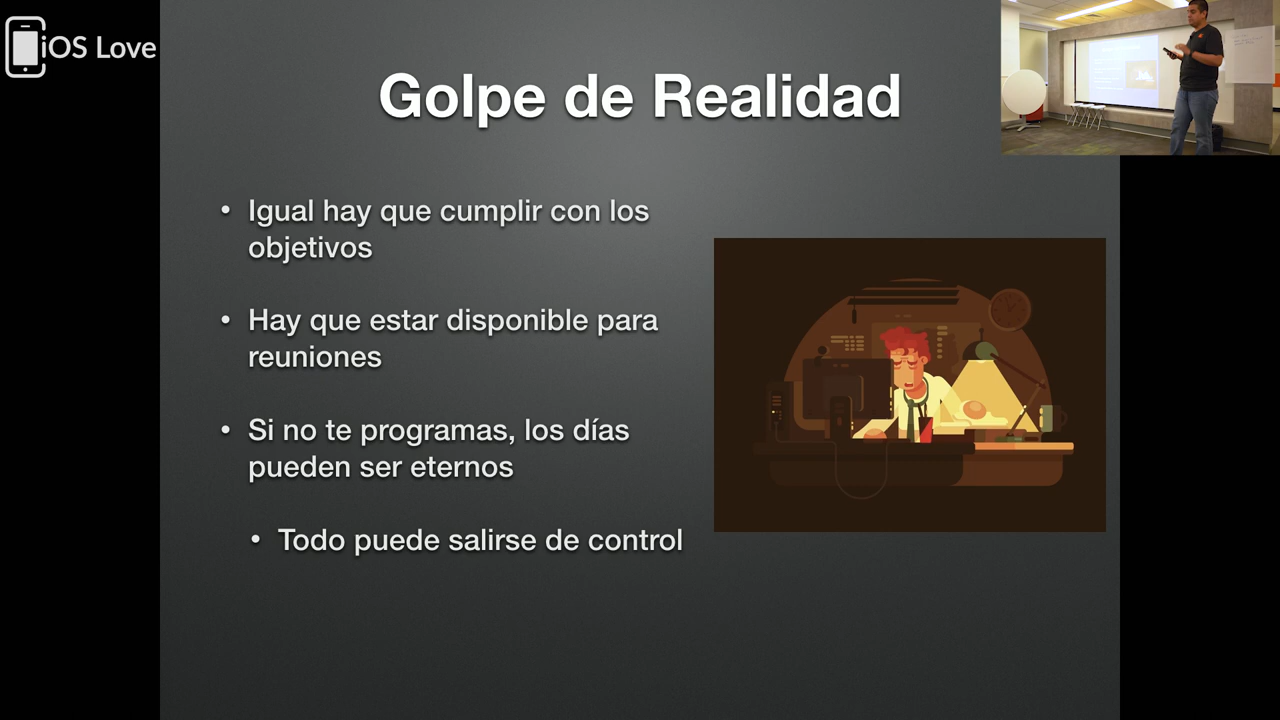 iOS Love
Golpe de Realidad
• Igual hay que cumplir con los
objetivos
• Hay que estar disponible para
reuniones
• Si no te programas, los días
pueden ser eternos
• Todo puede salirse de control